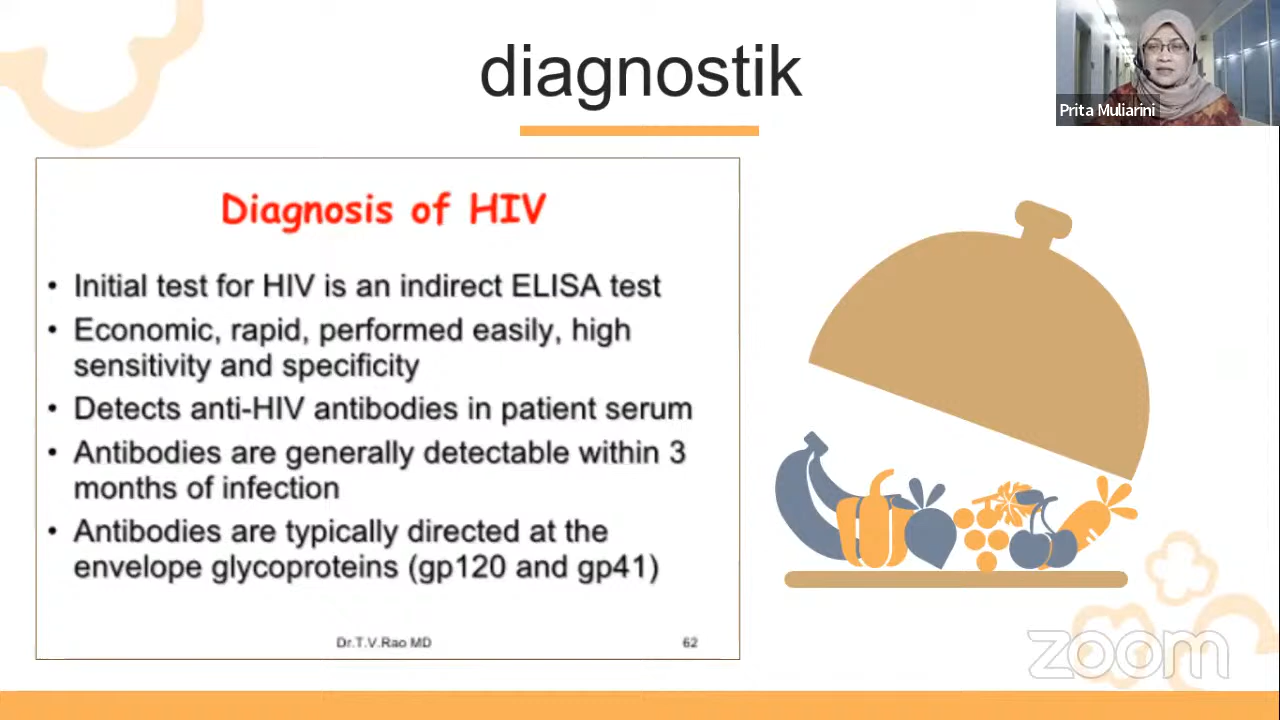 diagnostik
Prita Muliarini
Diagnosis of HIV
• Initial test for HIV is an indirect ELISA test
• Economic, rapid, performed easily, high
sensitivity and specificity
• Detects anti-HIV antibodies in patient serum
• Antibodies are generally detectable within 3
months of infection
• Antibodies are typically directed at the
envelope glycoproteins (gp120 and gp41)
Dr.T.V.Rao MD
62
zoom